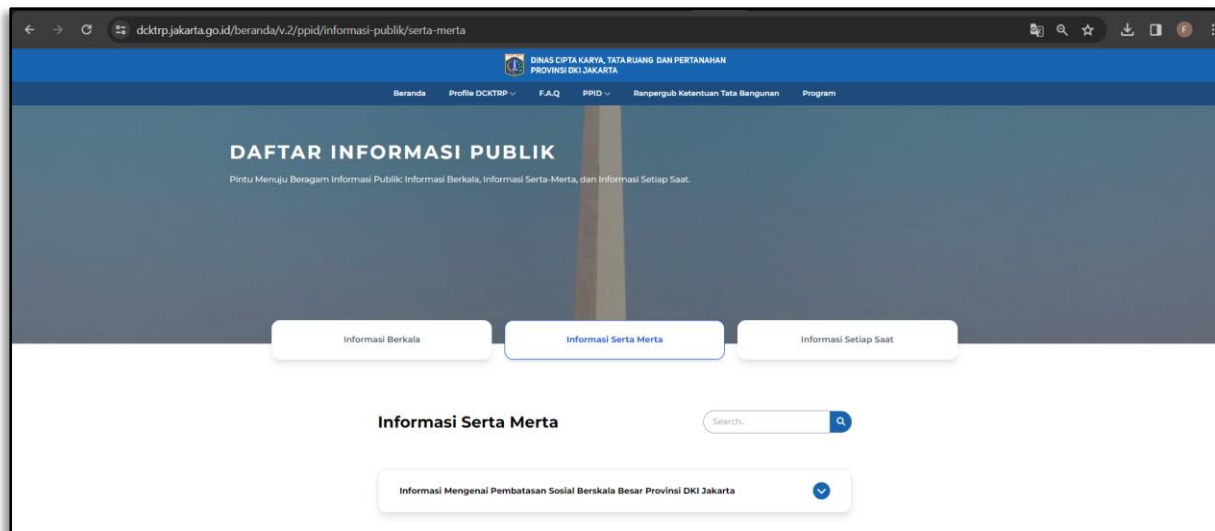 dcktrp.jakarta.go.id/beranda/v.2/ppid/informasi-publik/serta-merta
F
DINAS CIPTA KARYA, TATA RUANG DAN PERTANAHAN
PROVINSI DKI JAKARTA
Beranda Profile DCKTRP F.A.Q PPID Ranpergub Ketentuan Tata Bangunan Program
DAFTAR INFORMASI PUBLIK
Pintu Menuju Beragam Informasi Publik: Informasi Berkala, Informasi Serta-Merta, dan Informasi Setiap Saat.
Informasi Berkala Informasi Serta Merta Informasi Setiap Saat
Informasi Serta Merta Search..
Informasi Mengenai Pembatasan Sosial Berskala Besar Provinsi DKI Jakarta